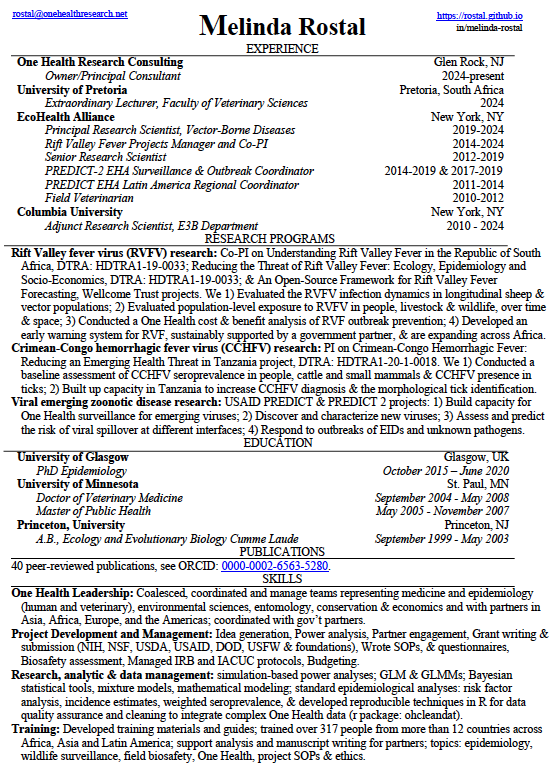 rostal@onehealthresearch.net
Melinda Rostal
https://rostal.github.io
in/melinda-rostal
EXPERIENCE
One Health Research Consulting Glen Rock, NJ
Owner/Principal Consultant 2024-present
University of Pretoria Pretoria, South Africa
Extraordinary Lecturer, Faculty of Veterinary Sciences 2024
EcoHealth Alliance New York, NY
Principal Research Scientist, Vector-Borne Diseases 2019-2024
Rift Valley Fever Projects Manager and Co-PI 2014-2024
Senior Research Scientist 2012-2019
PREDICT-2 EHA Surveillance & Outbreak Coordinator 2014-2019 & 2017-2019
PREDICT EHA Latin America Regional Coordinator 2011-2014
Field Veterinarian 2010-2012
Columbia University New York, NY
Adjunct Research Scientist, E3B Department 2010 - 2024
RESEARCH PROGRAMS
Rift Valley fever virus (RVFV) research: Co-PI on Understanding Rift Valley Fever in the Republic of South
Africa, DTRA: HDTRA1-19-0033; Reducing the Threat of Rift Valley Fever: Ecology, Epidemiology and
Socio-Economics, DTRA: HDTRA1-19-0033; & An Open-Source Framework for Rift Valley Fever
Forecasting, Wellcome Trust projects. We 1) Evaluated the RVFV infection dynamics in longitudinal sheep &
vector populations; 2) Evaluated population-level exposure to RVFV in people, livestock & wildlife, over time
& space; 3) Conducted a One Health cost & benefit analysis of RVF outbreak prevention; 4) Developed an
early warning system for RVF, sustainably supported by a government partner, & are expanding across Africa.
Crimean-Congo hemorrhagic fever virus (CCHFV) research: PI on Crimean-Congo Hemorrhagic Fever:
Reducing an Emerging Health Threat in Tanzania project, DTRA: HDTRA1-20-1-0018. We 1) Conducted a
baseline assessment of CCHFV seroprevalence in people, cattle and small mammals & CCHFV presence in
ticks; 2) Built up capacity in Tanzania to increase CCHFV diagnosis & the morphological tick identification.
Viral emerging zoonotic disease research: USAID PREDICT & PREDICT 2 projects: 1) Build capacity for
One Health surveillance for emerging viruses; 2) Discover and characterize new viruses; 3) Assess and predict
the risk of viral spillover at different interfaces; 4) Respond to outbreaks of EIDs and unknown pathogens.
EDUCATION
University of Glasgow Glasgow, UK
PhD Epidemiology October 2015 – June 2020
University of Minnesota St. Paul, MN
Doctor of Veterinary Medicine September 2004 - May 2008
Master of Public Health May 2005 - November 2007
Princeton, University Princeton, NJ
A.B., Ecology and Evolutionary Biology Cumme Laude September 1999 - May 2003
PUBLICATIONS
40 peer-reviewed publications, see ORCID: 0000-0002-6563-5280.
SKILLS
One Health Leadership: Coalesced, coordinated and manage teams representing medicine and epidemiology
(human and veterinary), environmental sciences, entomology, conservation & economics and with partners in
Asia, Africa, Europe, and the Americas; coordinated with gov't partners.
Project Development and Management: Idea generation, Power analysis, Partner engagement, Grant writing &
submission (NIH, NSF, USDA, USAID, DOD, USFW & foundations), Wrote SOPs, & questionnaires,
Biosafety assessment, Managed IRB and IACUC protocols, Budgeting.
Research, analytic & data management: simulation-based power analyses; GLM & GLMMs; Bayesian
statistical tools, mixture models, mathematical modeling; standard epidemiological analyses: risk factor
analysis, incidence estimates, weighted seroprevalence, & developed reproducible techniques in R for data
quality assurance and cleaning to integrate complex One Health data (r package: ohcleandat).
Training: Developed training materials and guides; trained over 317 people from more than 12 countries across
Africa, Asia and Latin America; support analysis and manuscript writing for partners; topics: epidemiology,
wildlife surveillance, field biosafety, One Health, project SOPs & ethics.